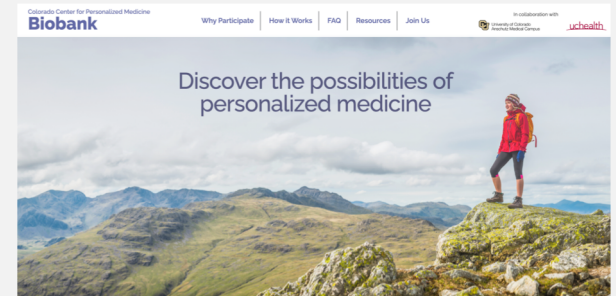 Colorado Center for Personalized Medicine
Biobank
Why Participate
How it Works
FAQ
Resources
Join Us
In collaboration with
University of Colorado
Anschutz Medical Campus
uchealth
Discover the possibilities of
personalized medicine